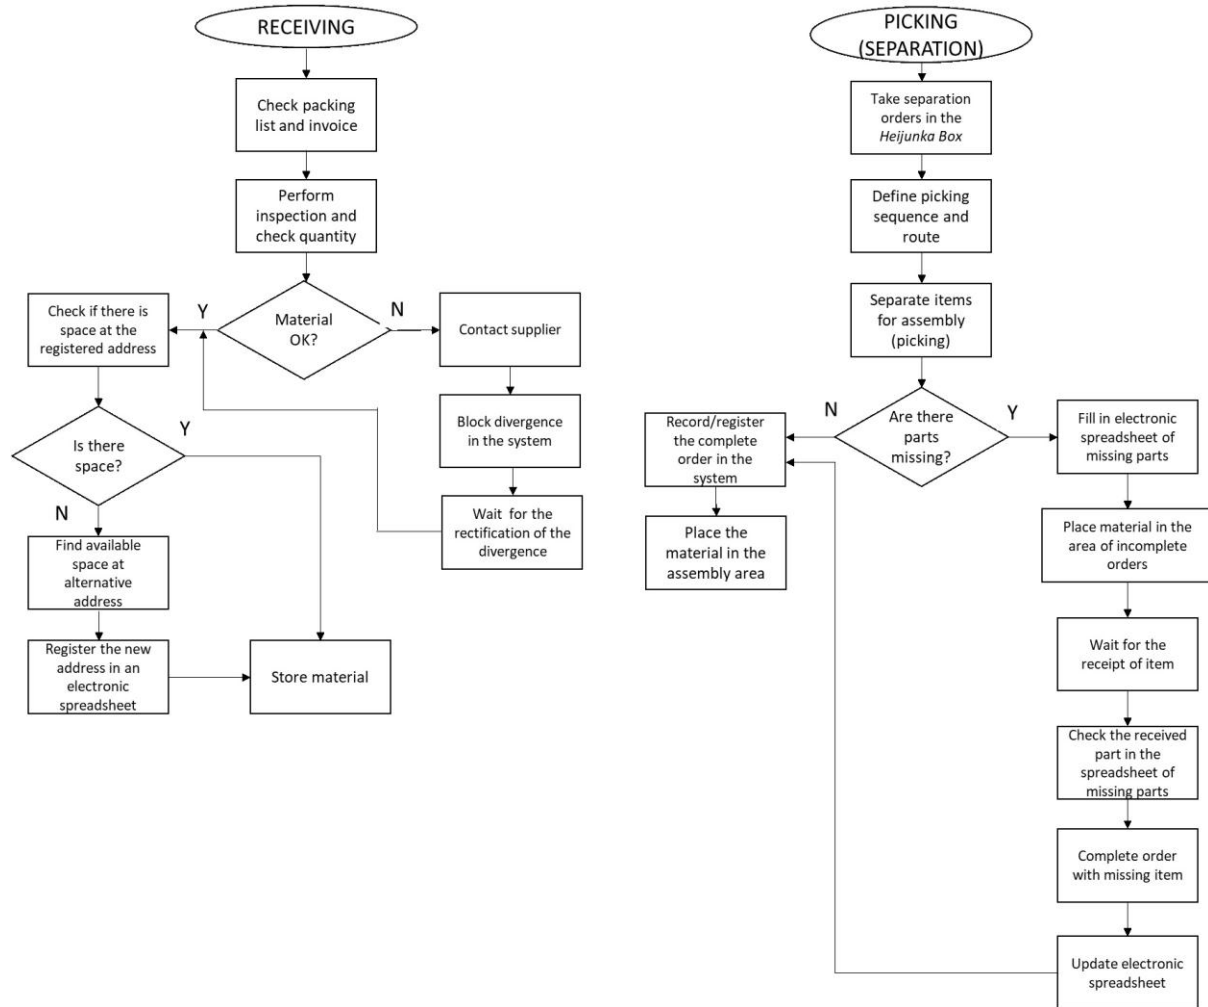 RECEIVING
Check packing
list and invoice
Perform
inspection and
check quantity
Material
OK?
Y
N
Check if there is
space at the
registered address
Contact supplier
Is there
space?
Y
N
Block divergence
in the system
Wait for the
rectification of the
divergence
Find available
space at
alternative
address
Register the new
address in an
electronic
spreadsheet
Store material
PICKING
(SEPARATION)
Take separation
orders in the
Heijunka Box
Define picking
sequence and
route
Separate items
for assembly
(picking)
Are there
parts
missing?
N
Y
Record/register
the complete
order in the
system
Place the
material in the
assembly area
Fill in electronic
spreadsheet of
missing parts
Place material in the
area of incomplete
orders
Wait for the
receipt of item
Check the received
part in the
spreadsheet of
missing parts
Complete order
with missing item
Update electronic
spreadsheet